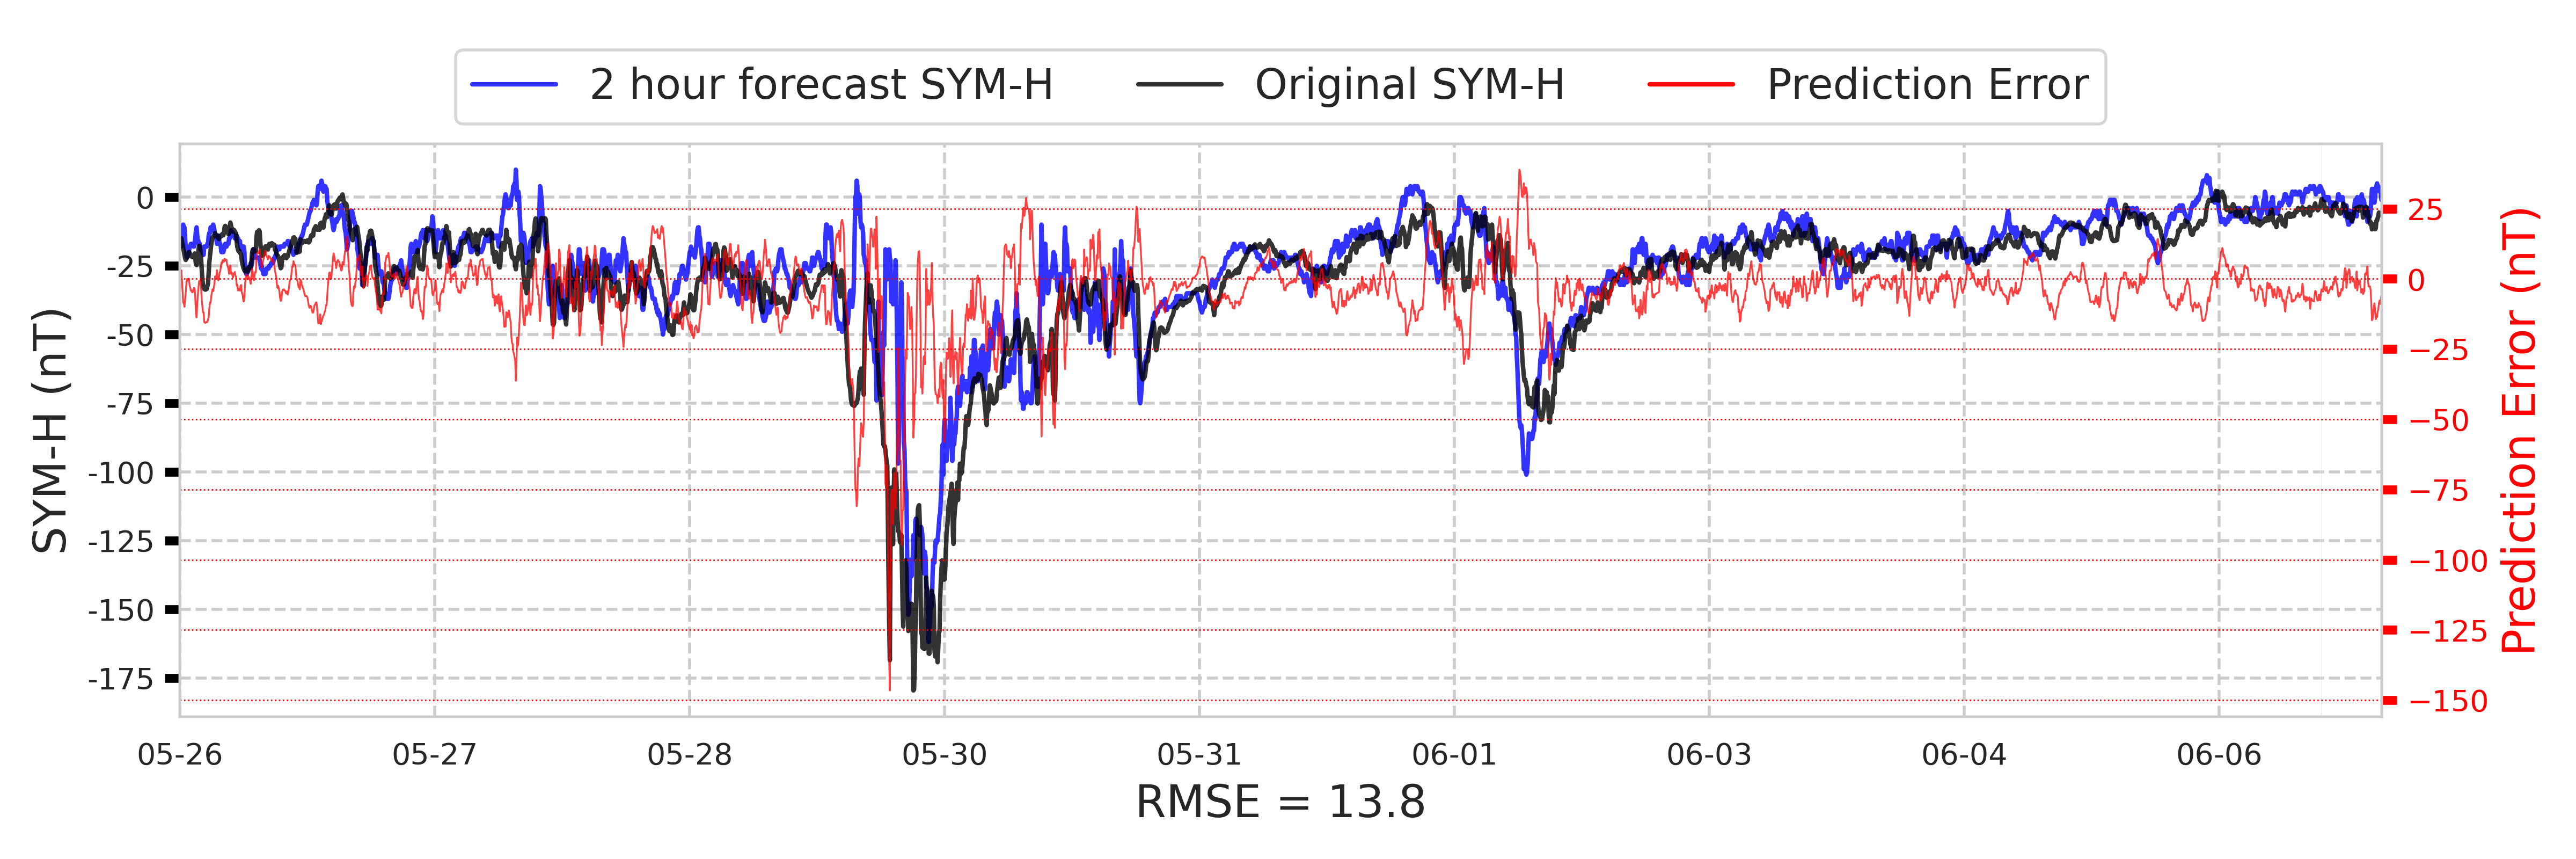 2 hour forecast SYM-H
Original SYM-H
Prediction Error
SYM-H (nT)
0
-25
-50
-75
-100
-125
-150
-175
25
0
−25
−50
−75
−100
−125
−150
Prediction Error (nT)
05-26 05-27 05-28 05-30 05-31 06-01 06-03 06-04 06-06
RMSE = 13.8